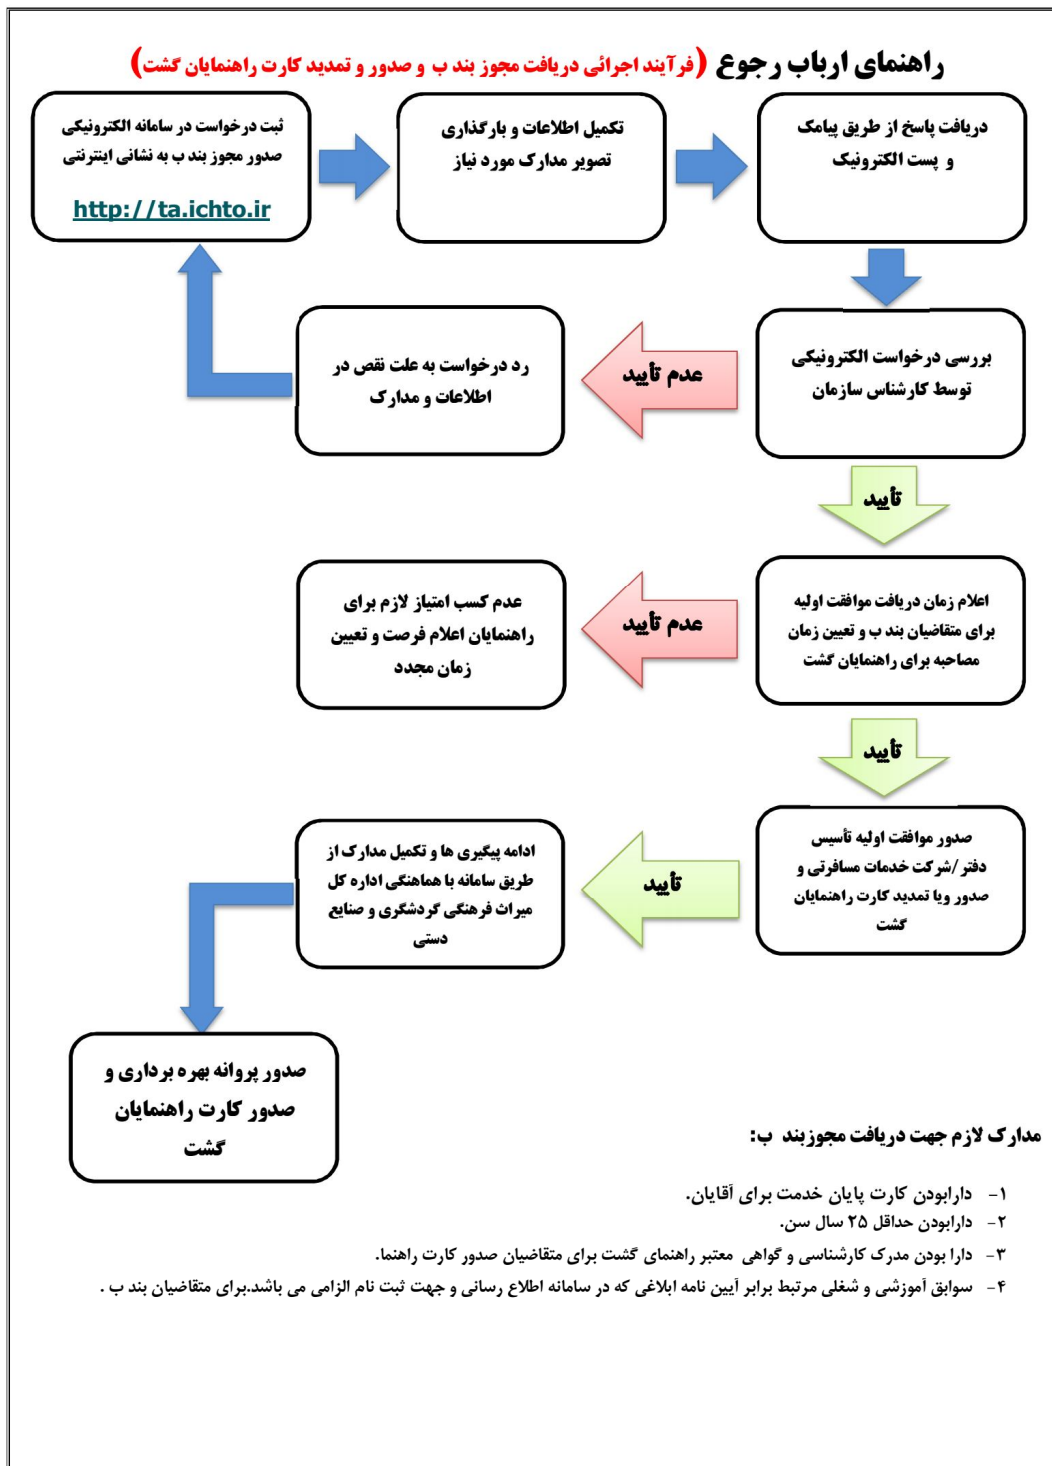 راهنمای ارباب رجوع (فرآیند اجرائی دریافت مجوز بند ب و صدور و تمدید کارت راهنمایان گشت)
ثبت درخواست در سامانه الکترونیکی
صدور مجوز بند ب به نشانی اینترنتی
http://ta.ichto.ir
تکمیل اطلاعات و بارگذاری
تصویر مدارک مورد نیاز
دریافت پاسخ از طریق پیامک
و پست الکترونیک
بررسی درخواست الکترونیکی
توسط کارشناس سازمان
عدم تأیید
رد درخواست به علت نقص در
اطلاعات و مدارک
تأیید
اعلام زمان دریافت موافقت اولیه
برای متقاضیان بند ب و تعیین زمان
مصاحبه برای راهنمایان گشت
عدم تأیید
عدم کسب امتیاز لازم برای
راهنمایان اعلام فرصت و تعیین
زمان مجدد
تأیید
صدور موافقت اولیه تأسیس
دفتر/شرکت خدمات مسافرتی و
صدور ویا تمدید کارت راهنمایان
گشت
تأیید
ادامه پیگیری ها و تکمیل مدارک از
طریق سامانه با هماهنگی اداره کل
میراث فرهنگی گردشگری و صنایع
دستی
صدور پروانه بهره برداری و
صدور کارت راهنمایان
گشت
مدارک لازم جهت دریافت مجوزبند ب:
۱- دارابودن کارت پایان خدمت برای آقایان.
۲- دارابودن حداقل ۲۵ سال سن.
۳- دارا بودن مدرک کارشناسی و گواهی معتبر راهنمای گشت برای متقاضیان صدور کارت راهنما.
۴- سوابق آموزشی و شغلی مرتبط برابر آیین نامه ابلاغی که در سامانه اطلاع رسانی و جهت ثبت نام الزامی می باشد.برای متقاضیان بند ب .